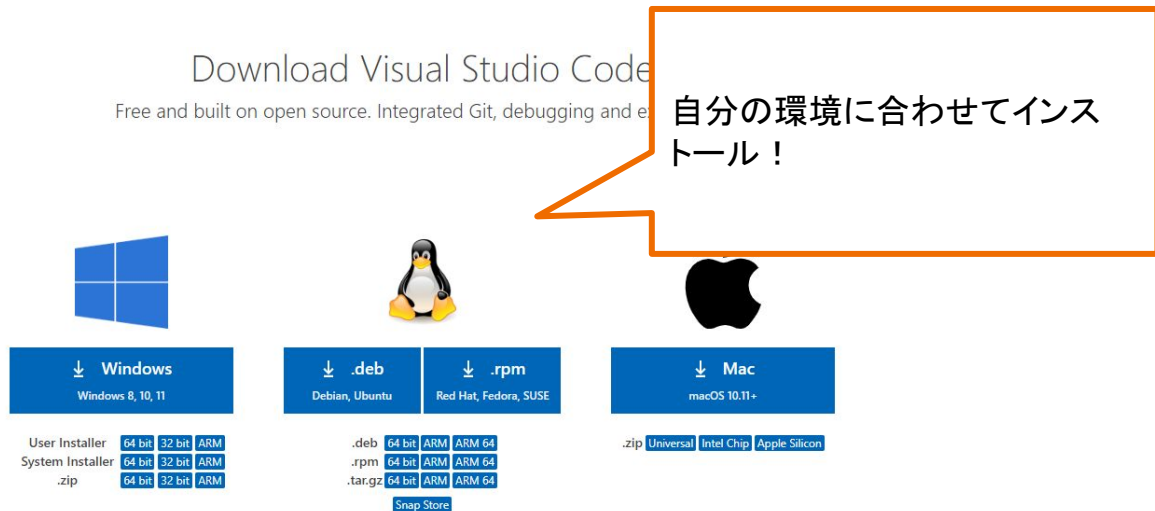 Download Visual Studio Code
Free and built on open source. Integrated Git, debugging and
自分の環境に合わせてインス
トール！
Windows
Windows 8, 10, 11
.deb
Debian, Ubuntu
.rpm
Red Hat, Fedora, SUSE
Mac
macOS 10.11+
User Installer 64 bit 32 bit ARM
System Installer 64 bit 32 bit ARM
.zip 64 bit 32 bit ARM
.deb 64 bit ARM ARM 64
.rpm 64 bit ARM ARM 64
.tar.gz 64 bit ARM ARM 64
Snap Store
.zip Universal Intel Chip Apple Silicon